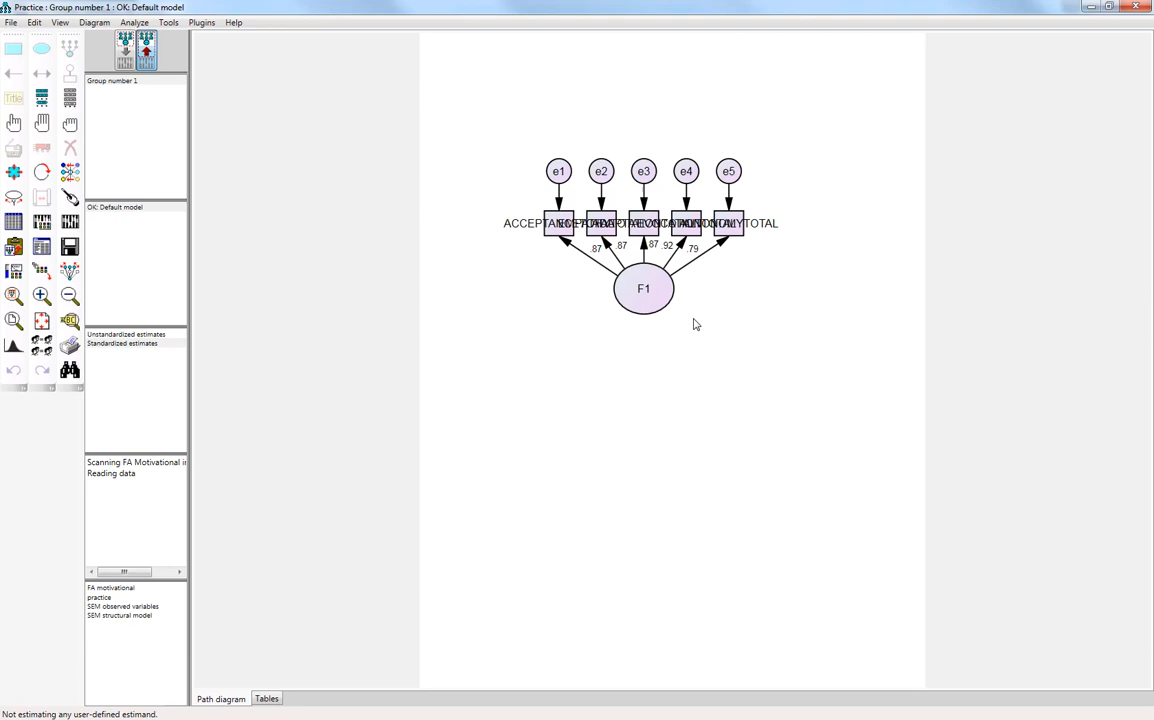 Practice : Group number 1 : OK: Default model
File Edit View Diagram Analyze Tools Plugins Help
Title
Group number 1
OK: Default model
Unstandardized estimates
Standardized estimates
Scanning FA Motivational in
Reading data
FA motivational
practice
SEM observed variables
SEM structural model
e1 e2 e3 e4 e5
.87 .87 .87 .92 .79
F1
Path diagram Tables
Not estimating any user-defined estimand.